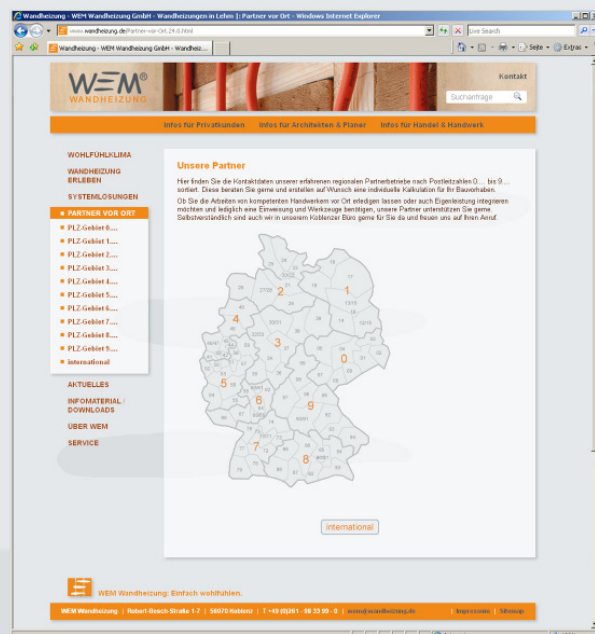 Wandheizung - WEM Wandheizung GmbH - Wandheizungen in Lehm |: Partner vor Ort - Windows Internet Explorer
www.wandheizung.de/Partner-vor-Ort.24.0.html
Live Search
Wandheizung - WEM Wandheizung GmbH - Wandheiz...
Seite
Extras
WEM®
WANDHEIZUNG
Kontakt
Suchanfrage
Infos für Privatkunden
Infos für Architekten & Planer
Infos für Handel & Handwerk
WOHLFÜHLKLIMA
WANDHEIZUNG
ERLEBEN
SYSTEMLÖSUNGEN
PARTNER VOR ORT
PLZ-Gebiet 0....
PLZ-Gebiet 1....
PLZ-Gebiet 2....
PLZ-Gebiet 3....
PLZ-Gebiet 4....
PLZ-Gebiet 5....
PLZ-Gebiet 6....
PLZ-Gebiet 7....
PLZ-Gebiet 8....
PLZ-Gebiet 9....
international
AKTUELLES
INFOMATERIAL /
DOWNLOADS
ÜBER WEM
SERVICE
Unsere Partner
Hier finden Sie die Kontaktdaten unserer erfahrenen regionalen Partnerbetriebe nach Postleitzahlen 0.... bis 9....
sortiert. Diese beraten Sie gerne und erstellen auf Wunsch eine individuelle Kalkulation für Ihr Bauvorhaben.
Ob Sie die Arbeiten von kompetenten Handwerkern vor Ort erledigen lassen oder auch Eigenleistung integrieren
möchten und lediglich eine Einweisung und Werkzeuge benötigen, unsere Partner unterstützen Sie gerne.
Selbstverständlich sind auch wir in unserem Koblenzer Büro gerne für Sie da und freuen uns auf Ihren Anruf.
2
1
4
3
0
5
6
9
7
8
international
WEM Wandheizung: Einfach wohlfühlen.
WEM Wandheizung | Robert-Bosch-Straße 1-7 | 56070 Koblenz | T +49 (0)261 - 98 33 99 - 0 | wem@wandheizung.de | Impressum | Sitemap